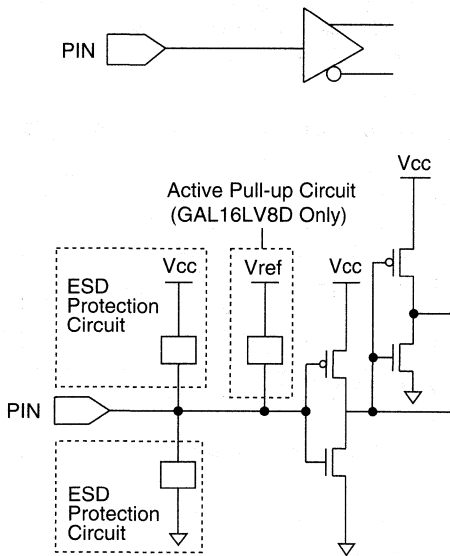 PIN
Vcc
Active Pull-up Circuit
(GAL16LV8D Only)
Vcc
Vref
Vcc
ESD
Protection
Circuit
PIN
ESD
Protection
Circuit